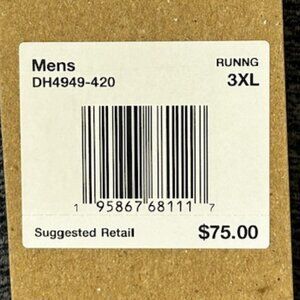 Mens RUNNG
DH4949-420 3XL
1 95867 68111 7
Suggested Retail $75.00